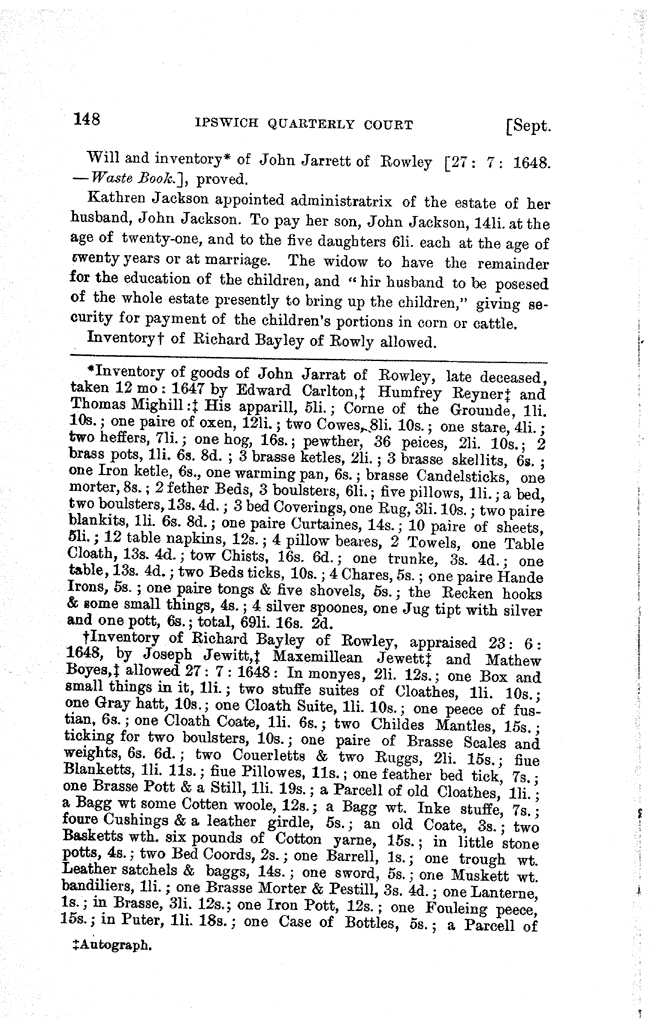 148 IPSWICH QUARTERLY COURT [Sept.
Will and inventory* of John Jarrett of Rowley [27: 7: 1648.
—Waste Book.], proved.
Kathren Jackson appointed administratrix of the estate of her
husband, John Jackson. To pay her son, John Jackson, 14li. at the
age of twenty-one, and to the five daughters 6li. each at the age of
twenty years or at marriage. The widow to have the remainder
for the education of the children, and "hir husband to be posesed
of the whole estate presently to bring up the children," giving se-
curity for payment of the children's portions in corn or cattle.
Inventory† of Richard Bayley of Rowly allowed.
*Inventory of goods of John Jarrat of Rowley, late deceased,
taken 12 mo: 1647 by Edward Carlton,‡ Humfrey Reyner‡ and
Thomas Mighill:‡ His apparill, 5li.; Corne of the Grounde, 1li.
10s.; one paire of oxen, 12li.; two Cowes, 8li. 10s.; one stare, 4li.;
two heffers, 7li.; one hog, 16s.; pewther, 36 peices, 2li. 10s.; 2
brass pots, 1li. 6s. 8d.; 3 brasse ketles, 2li.; 3 brasse skellits, 6s.;
one Iron ketle, 6s., one warming pan, 6s.; brasse Candelsticks, one
morter, 8s.; 2 fether Beds, 3 boulsters, 6li.; five pillows, 1li.; a bed,
two boulsters, 13s. 4d.; 3 bed Coverings, one Rug, 3li. 10s.; two paire
blankits, 1li. 6s. 8d.; one paire Curtaines, 14s.; 10 paire of sheets,
5li.; 12 table napkins, 12s.; 4 pillow beares, 2 Towels, one Table
Cloath, 13s. 4d.; tow Chists, 16s. 6d.; one trunke, 3s. 4d.; one
table, 13s. 4d.; two Beds ticks, 10s.; 4 Chares, 5s.; one paire Hande
Irons, 5s.; one paire tongs & five shovels, 5s.; the Recken hooks
& some small things, 4s.; 4 silver spoones, one Jug tipt with silver
and one pott, 6s.; total, 69li. 16s. 2d.
†Inventory of Richard Bayley of Rowley, appraised 23: 6:
1648, by Joseph Jewitt,‡ Maxemillean Jewett‡ and Mathew
Boyes,‡ allowed 27: 7: 1648: In monyes, 2li. 12s.; one Box and
small things in it, 1li.; two stuffe suites of Cloathes, 1li. 10s.;
one Gray hatt, 10s.; one Cloath Suite, 1li. 10s.; one peece of fus-
tian, 6s.; one Cloath Coate, 1li. 6s.; two Childes Mantles, 15s.;
ticking for two boulsters, 10s.; one paire of Brasse Scales and
weights, 6s. 6d.; two Couerletts & two Ruggs, 2li. 15s.; fiue
Blanketts, 1li. 11s.; fiue Pillowes, 11s.; one feather bed tick, 7s.;
one Brasse Pott & a Still, 1li. 19s.; a Parcell of old Cloathes, 1li.;
a Bagg wt some Cotten woole, 12s.; a Bagg wt. Inke stuffe, 7s.;
foure Cushings & a leather girdle, 5s.; an old Coate, 3s.; two
Basketts wth. six pounds of Cotton yarne, 15s.; in little stone
potts, 4s.; two Bed Coords, 2s.; one Barrell, 1s.; one trough wt.
Leather satchels & baggs, 14s.; one sword, 5s.; one Muskett wt.
bandiliers, 1li.; one Brasse Morter & Pestill, 3s. 4d.; one Lanterne,
1s.; in Brasse, 3li. 12s.; one Iron Pott, 12s.; one Fouleing peece,
15s.; in Puter, 1li. 18s.; one Case of Bottles, 5s.; a Parcell of
‡Autograph.